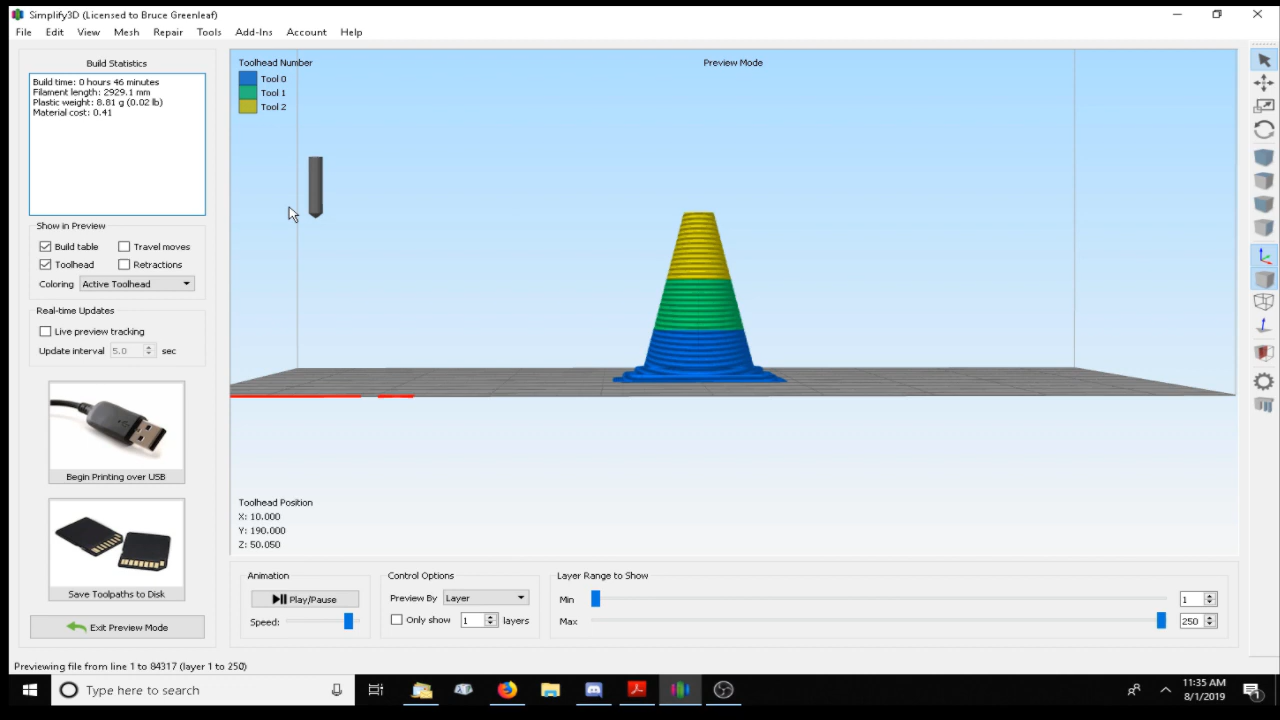 Simplify3D (Licensed to Bruce Greenleaf)
File Edit View Mesh Repair Tools Add-Ins Account Help
Build Statistics
Build time: 0 hours 46 minutes
Filament length: 2929.1 mm
Plastic weight: 8.81 g (0.02 lb)
Material cost: 0.41
Show in Preview
Build table Travel moves
Toolhead Retractions
Coloring Active Toolhead
Real-time Updates
Live preview tracking
Update interval 5.0 sec
Begin Printing over USB
Save Toolpaths to Disk
Exit Preview Mode
Toolhead Number
Tool 0
Tool 1
Tool 2
Preview Mode
Toolhead Position
X: 10.000
Y: 190.000
Z: 50.050
Animation
Play/Pause
Speed:
Control Options
Preview By Layer
Only show 1 layers
Layer Range to Show
Min 1
Max 250
Previewing file from line 1 to 84317 (layer 1 to 250)
Type here to search
11:35 AM
8/1/2019
1